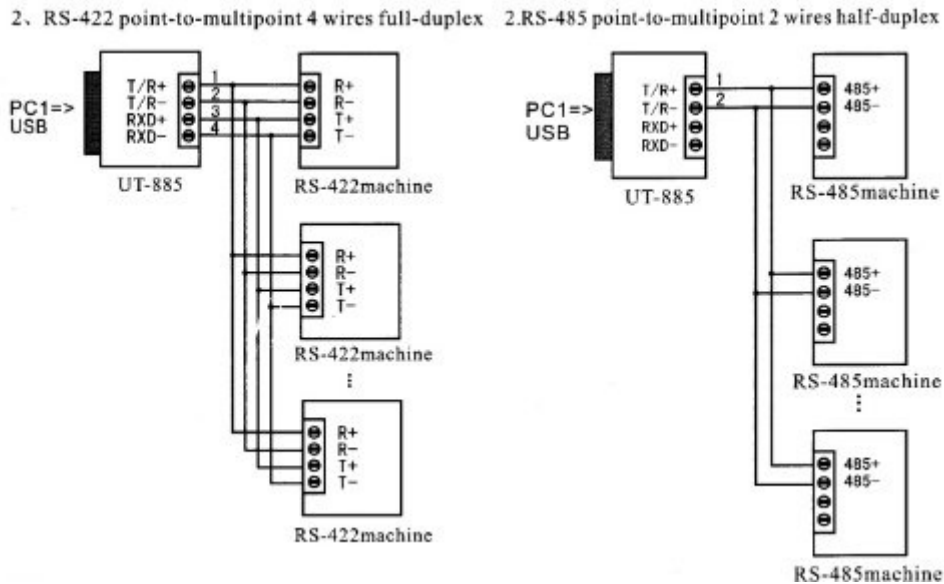 2、RS-422 point-to-multipoint 4 wires full-duplex
PC1=>
USB
T/R+
T/R-
RXD+
RXD-
1
2
3
4
R+
R-
T+
T-
UT-885
RS-422machine
R+
R-
T+
T-
RS-422machine
⋮
R+
R-
T+
T-
RS-422machine
2.RS-485 point-to-multipoint 2 wires half-duplex
PC1=>
USB
T/R+
T/R-
RXD+
RXD-
1
2
485+
485-
UT-885
RS-485machine
485+
485-
RS-485machine
⋮
485+
485-
RS-485machine